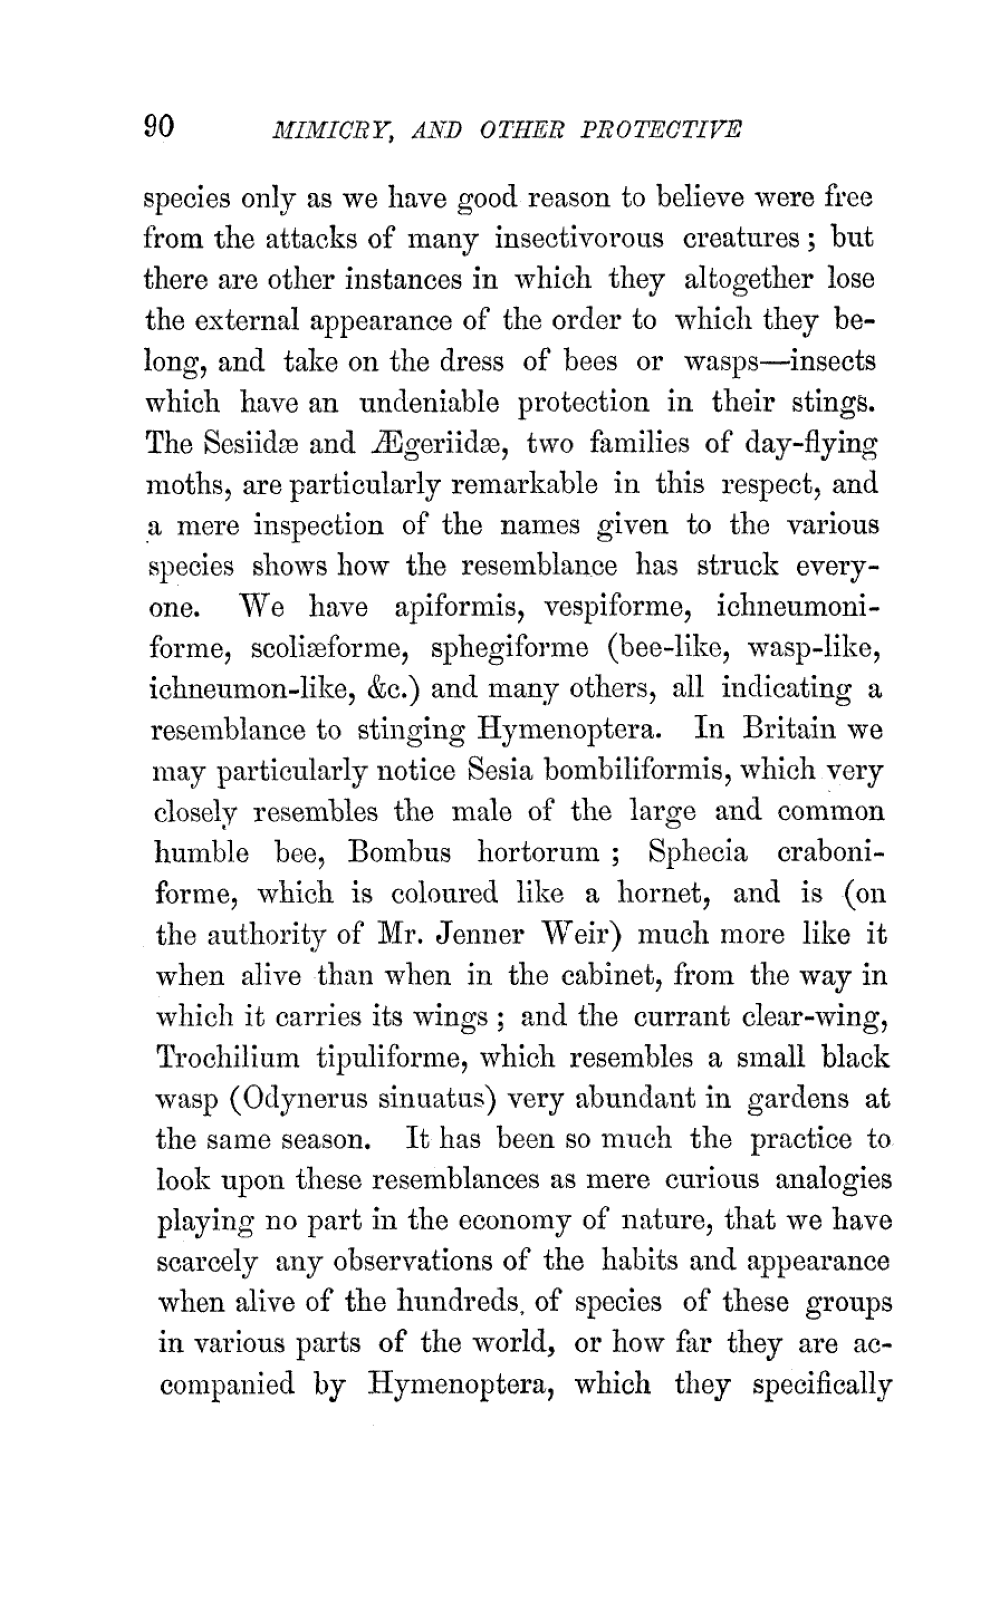 90 MIMICRY, AND OTHER PROTECTIVE
species only as we have good reason to believe were free
from the attacks of many insectivorous creatures ; but
there are other instances in which they altogether lose
the external appearance of the order to which they be-
long, and take on the dress of bees or wasps—insects
which have an undeniable protection in their stings.
The Sesiidæ and Ægeriidæ, two families of day-flying
moths, are particularly remarkable in this respect, and
a mere inspection of the names given to the various
species shows how the resemblance has struck every-
one. We have apiformis, vespiforme, ichneumoni-
forme, scoliæforme, sphegiforme (bee-like, wasp-like,
ichneumon-like, &c.) and many others, all indicating a
resemblance to stinging Hymenoptera. In Britain we
may particularly notice Sesia bombiliformis, which very
closely resembles the male of the large and common
humble bee, Bombus hortorum ; Sphecia craboni-
forme, which is coloured like a hornet, and is (on
the authority of Mr. Jenner Weir) much more like it
when alive than when in the cabinet, from the way in
which it carries its wings ; and the currant clear-wing,
Trochilium tipuliforme, which resembles a small black
wasp (Odynerus sinuatus) very abundant in gardens at
the same season. It has been so much the practice to
look upon these resemblances as mere curious analogies
playing no part in the economy of nature, that we have
scarcely any observations of the habits and appearance
when alive of the hundreds of species of these groups
in various parts of the world, or how far they are ac-
companied by Hymenoptera, which they specifically